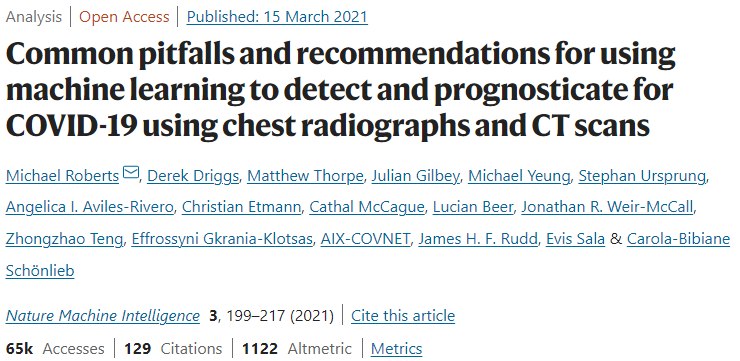 Analysis | Open Access | Published: 15 March 2021
Common pitfalls and recommendations for using
machine learning to detect and prognosticate for
COVID-19 using chest radiographs and CT scans
Michael Roberts, Derek Driggs, Matthew Thorpe, Julian Gilbey, Michael Yeung, Stephan Ursprung,
Angelica I. Aviles-Rivero, Christian Etmann, Cathal McCague, Lucian Beer, Jonathan R. Weir-McCall,
Zhongzhao Teng, Effrossyni Gkrania-Klotsas, AIX-COVNET, James H. F. Rudd, Evis Sala & Carola-Bibiane
Schönlieb
Nature Machine Intelligence 3, 199–217 (2021) | Cite this article
65k Accesses | 129 Citations | 1122 Altmetric | Metrics